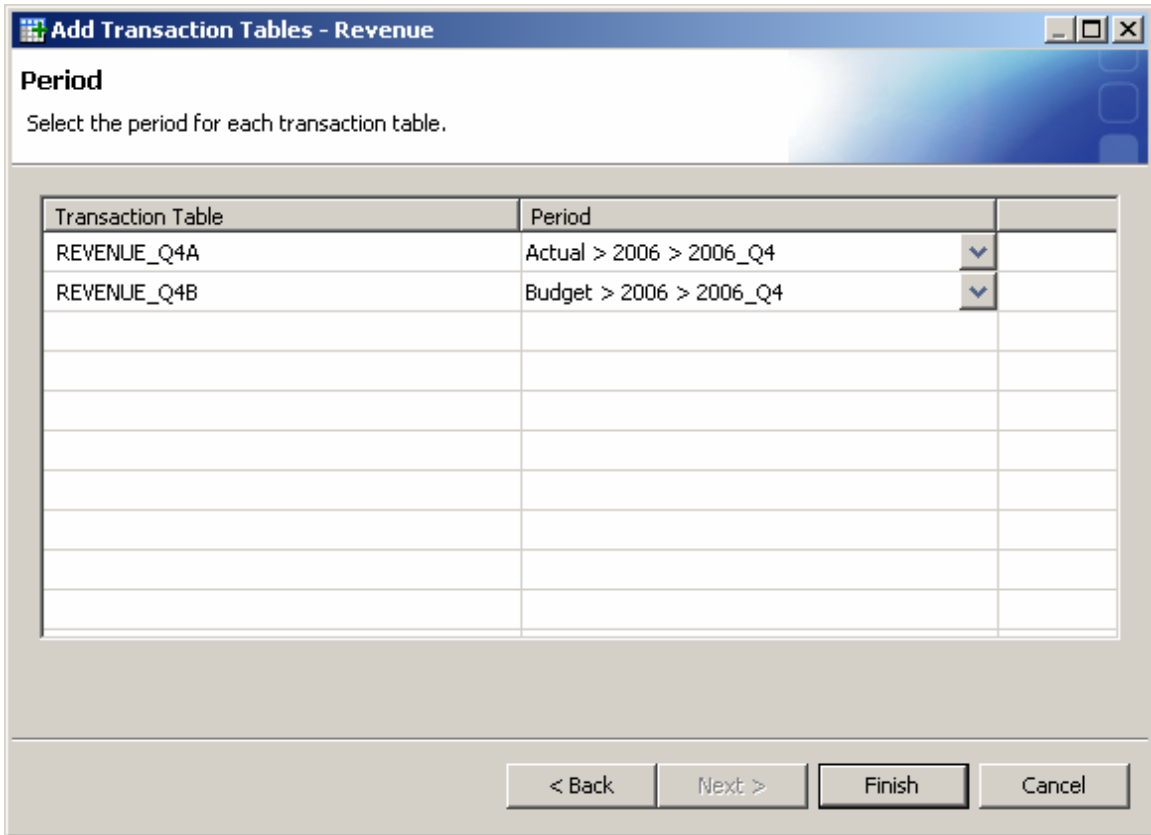 Add Transaction Tables - Revenue
Period
Select the period for each transaction table.
Transaction Table Period
REVENUE_Q4A Actual > 2006 > 2006_Q4
REVENUE_Q4B Budget > 2006 > 2006_Q4
< Back Next > Finish Cancel